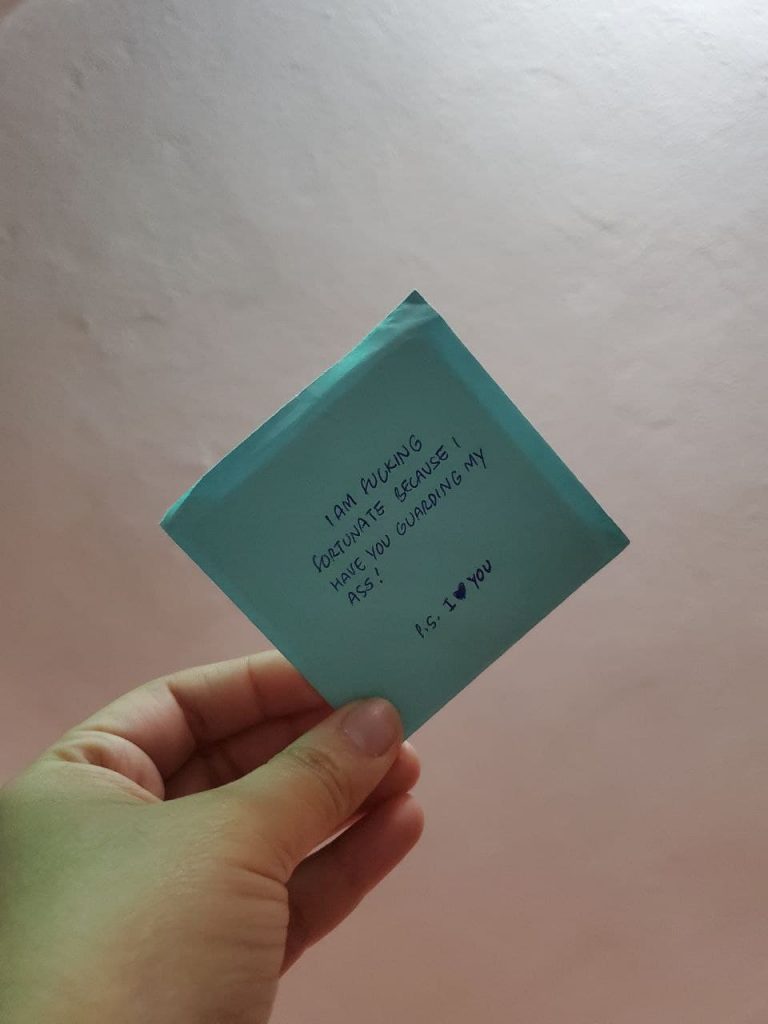 I AM FUCKING
FORTUNATE BECAUSE I
HAVE YOU GUARDING MY
ASS!
P.S. I ♥ YOU